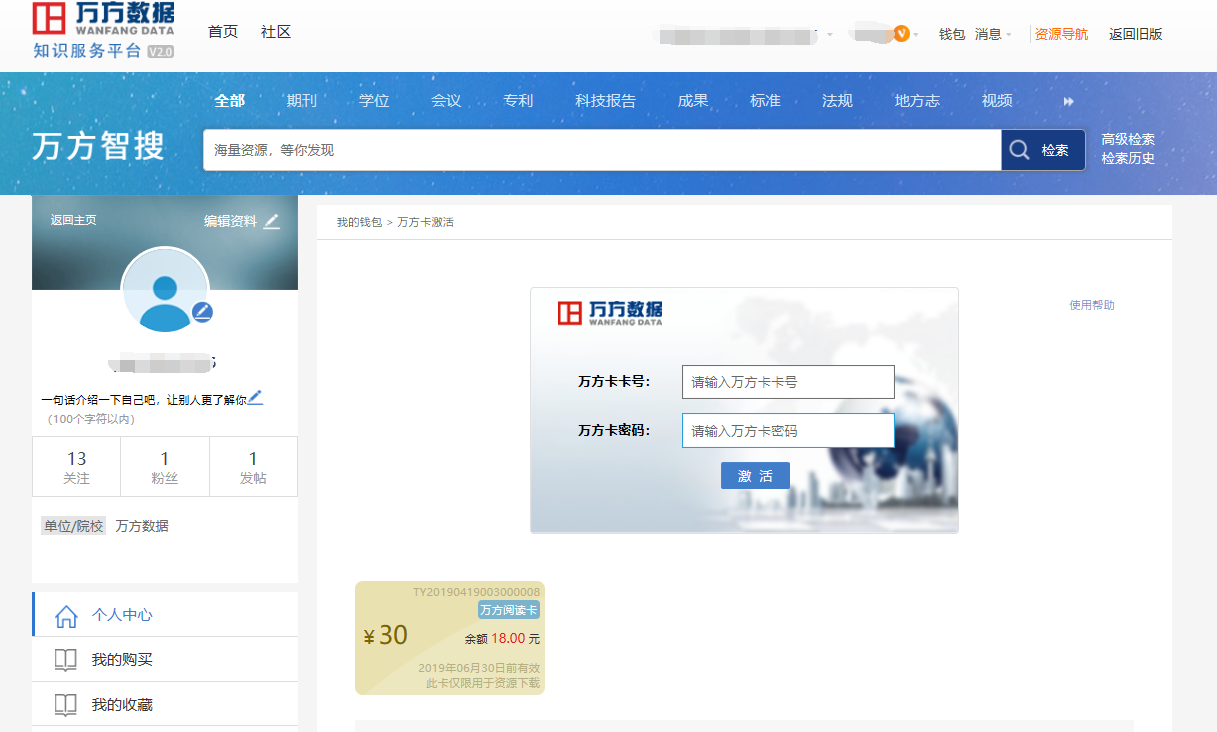 万方数据
WANFANG DATA
知识服务平台 V2.0
首页 社区
钱包 消息 资源导航 返回旧版
全部 期刊 学位 会议 专利 科技报告 成果 标准 法规 地方志 视频
万方智搜
海量资源，等你发现
检索
高级检索
检索历史
返回主页 编辑资料
一句话介绍一下自己吧，让别人更了解你
（100个字符以内）
13 1 1
关注 粉丝 发帖
单位/院校 万方数据
个人中心
我的购买
我的收藏
我的钱包 > 万方卡激活
使用帮助
万方数据
WANFANG DATA
万方卡卡号： 请输入万方卡卡号
万方卡密码： 请输入万方卡密码
激 活
TY20190419003000008
万方阅读卡
¥ 30
余额 18.00 元
2019年06月30日前有效
此卡仅限用于资源下载